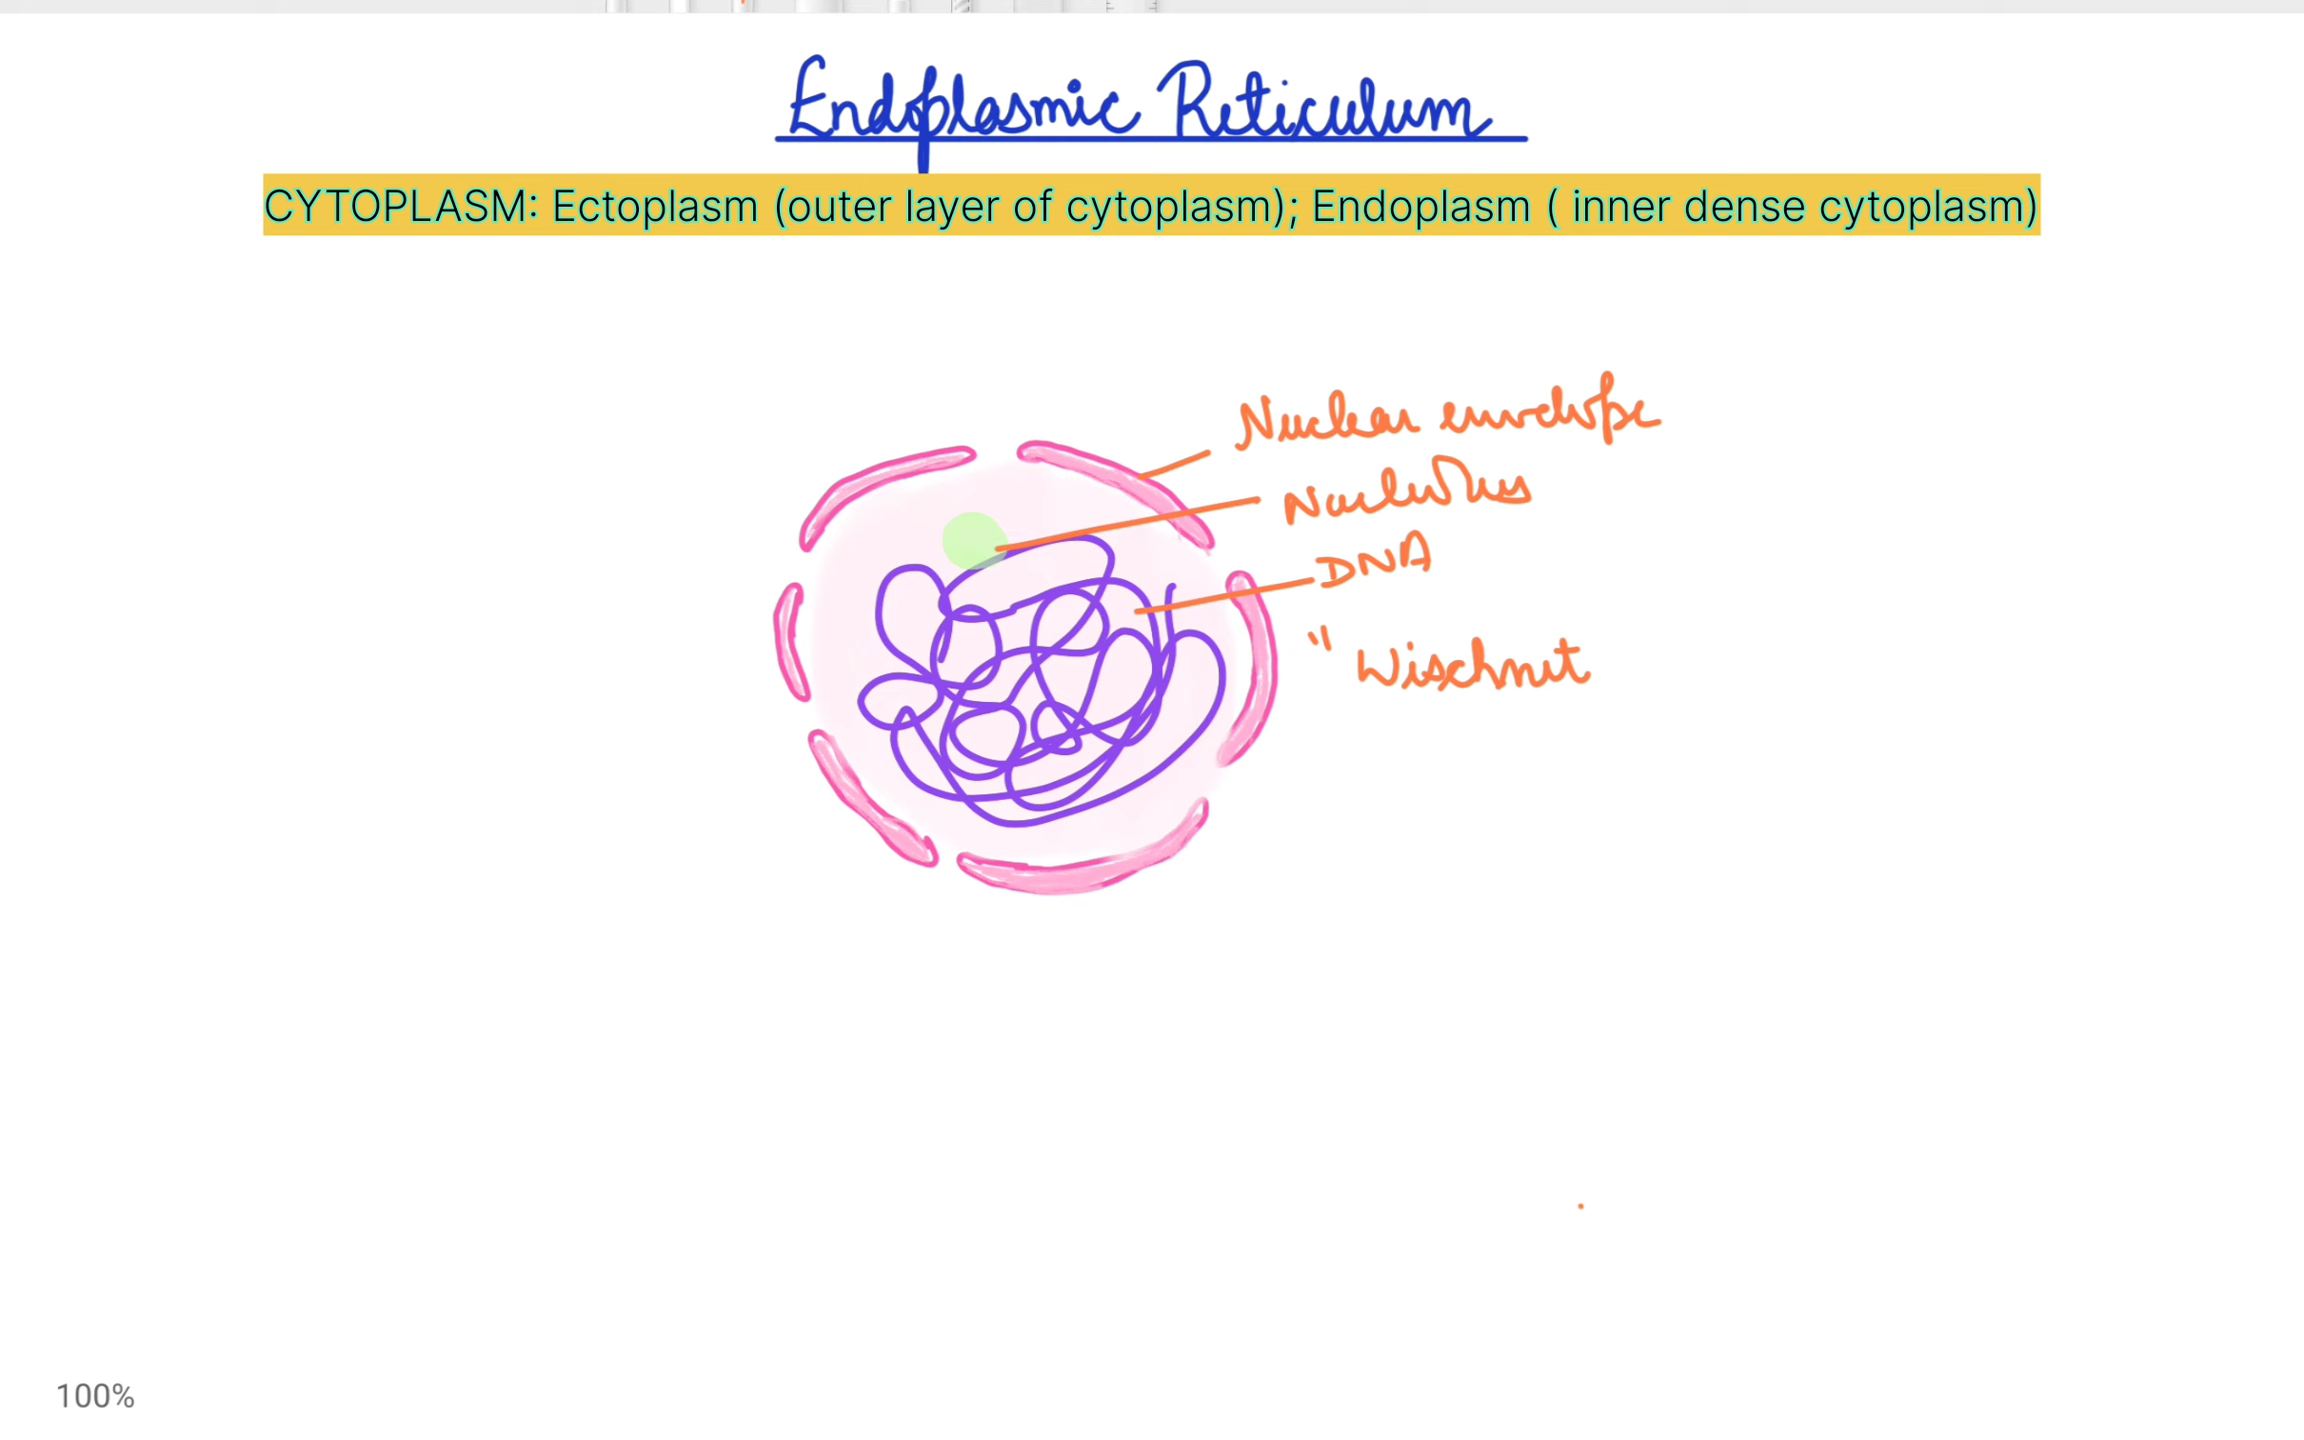 Endoplasmic Reticulum
CYTOPLASM: Ectoplasm (outer layer of cytoplasm); Endoplasm ( inner dense cytoplasm)
Nuclear envelope
Nucleolus
DNA
"
100%